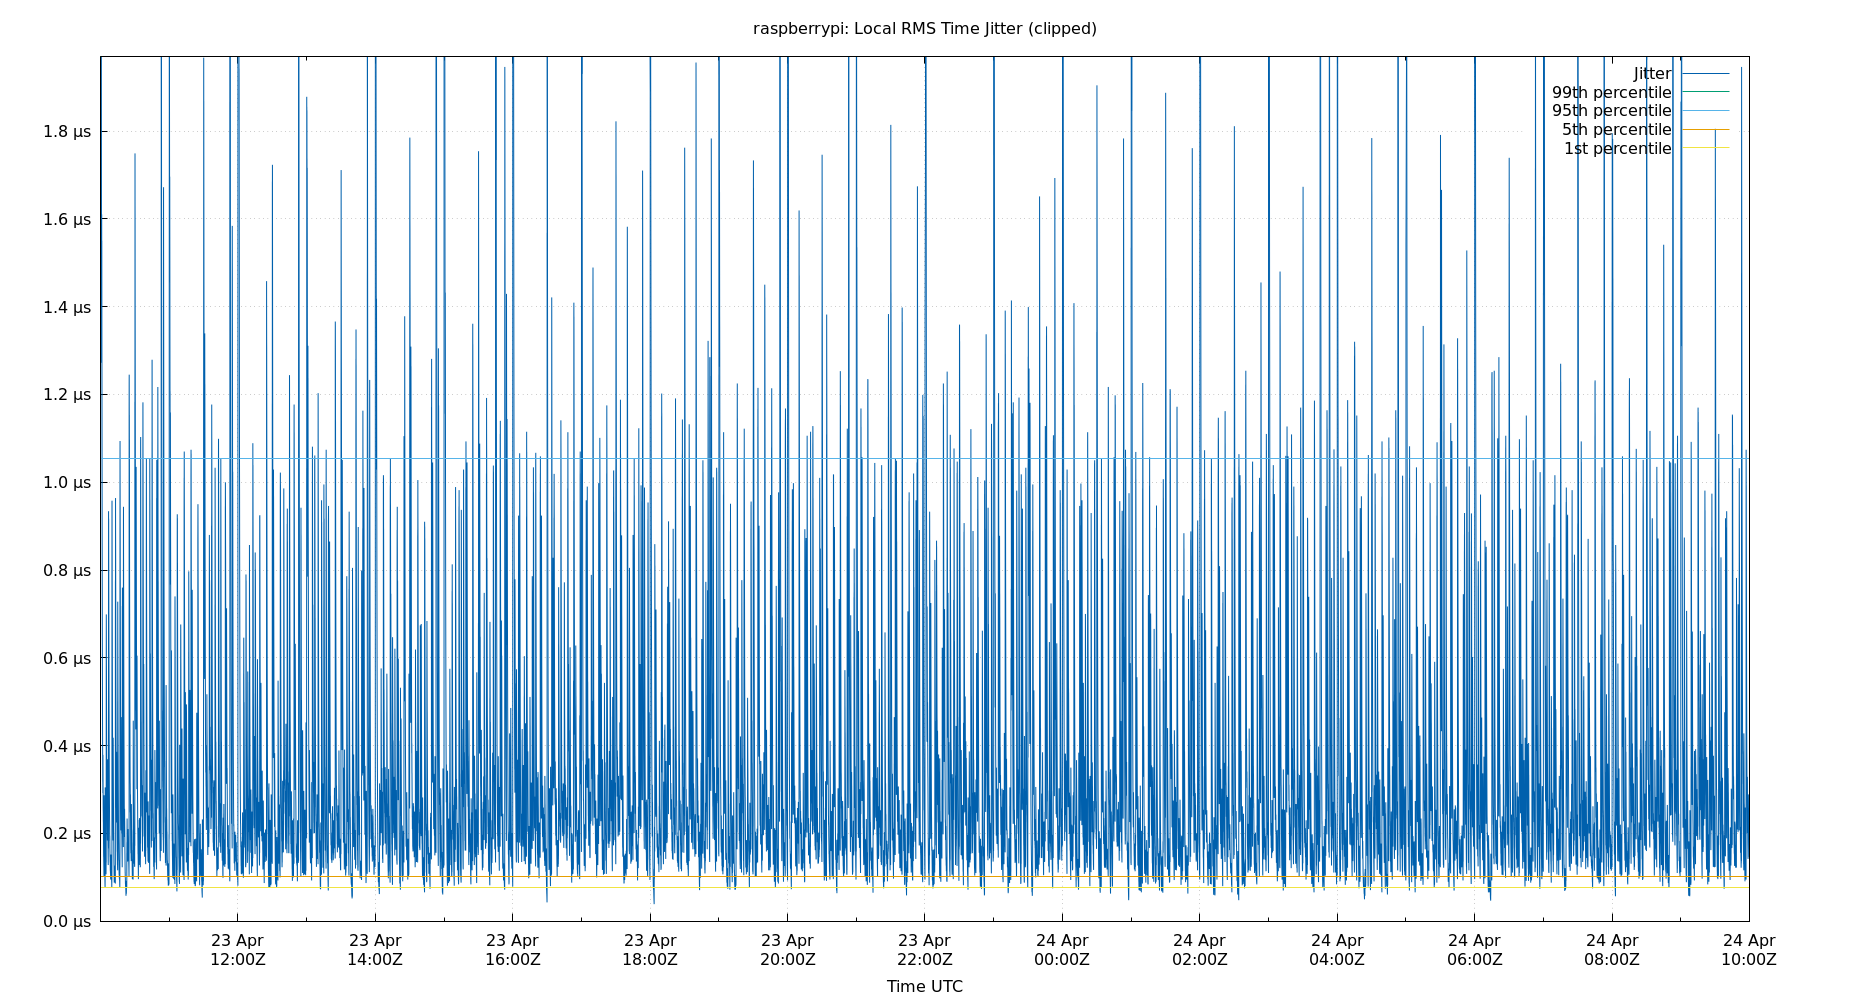 raspberrypi: Local RMS Time Jitter (clipped)
Jitter
99th percentile
95th percentile
5th percentile
1st percentile
1.8 µs
1.6 µs
1.4 µs
1.2 µs
1.0 µs
0.8 µs
0.6 µs
0.4 µs
0.2 µs
0.0 µs
23 Apr 23 Apr 23 Apr 23 Apr 23 Apr 23 Apr 24 Apr 24 Apr 24 Apr 24 Apr 24 Apr 24 Apr
12:00Z 14:00Z 16:00Z 18:00Z 20:00Z 22:00Z 00:00Z 02:00Z 04:00Z 06:00Z 08:00Z 10:00Z
Time UTC